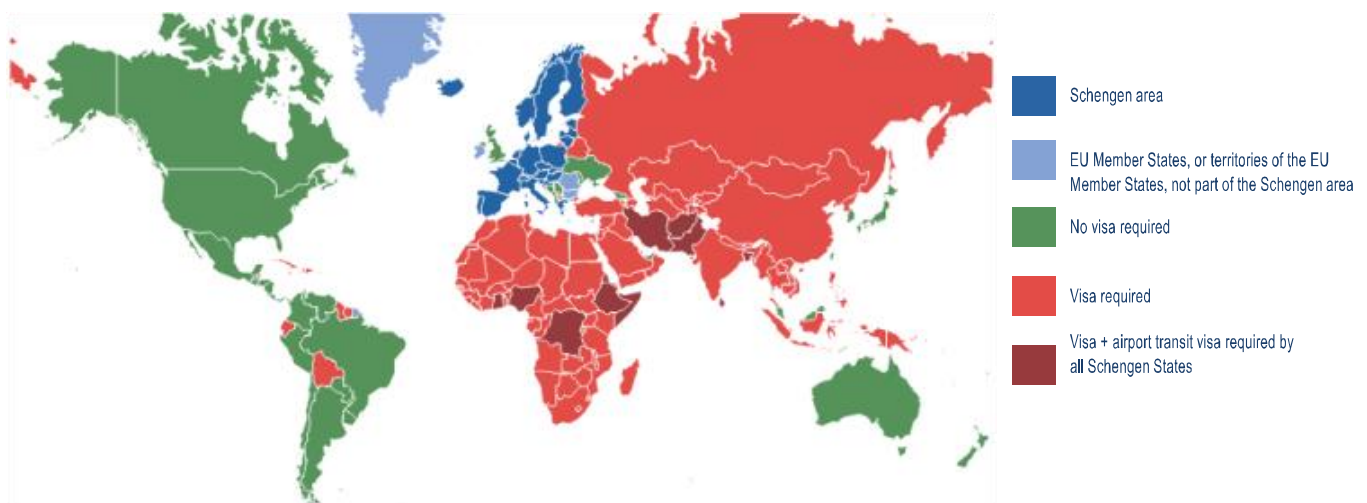 Schengen area
EU Member States, or territories of the EU
Member States, not part of the Schengen area
No visa required
Visa required
Visa + airport transit visa required by
all Schengen States